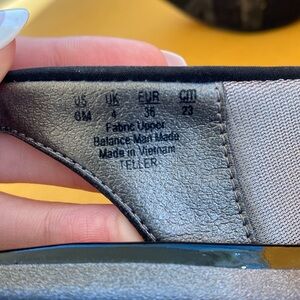 US UK EUR CM
6M 4 36 23
Fabric Upper
Balance Man Made
Made in Vietnam
TELLER